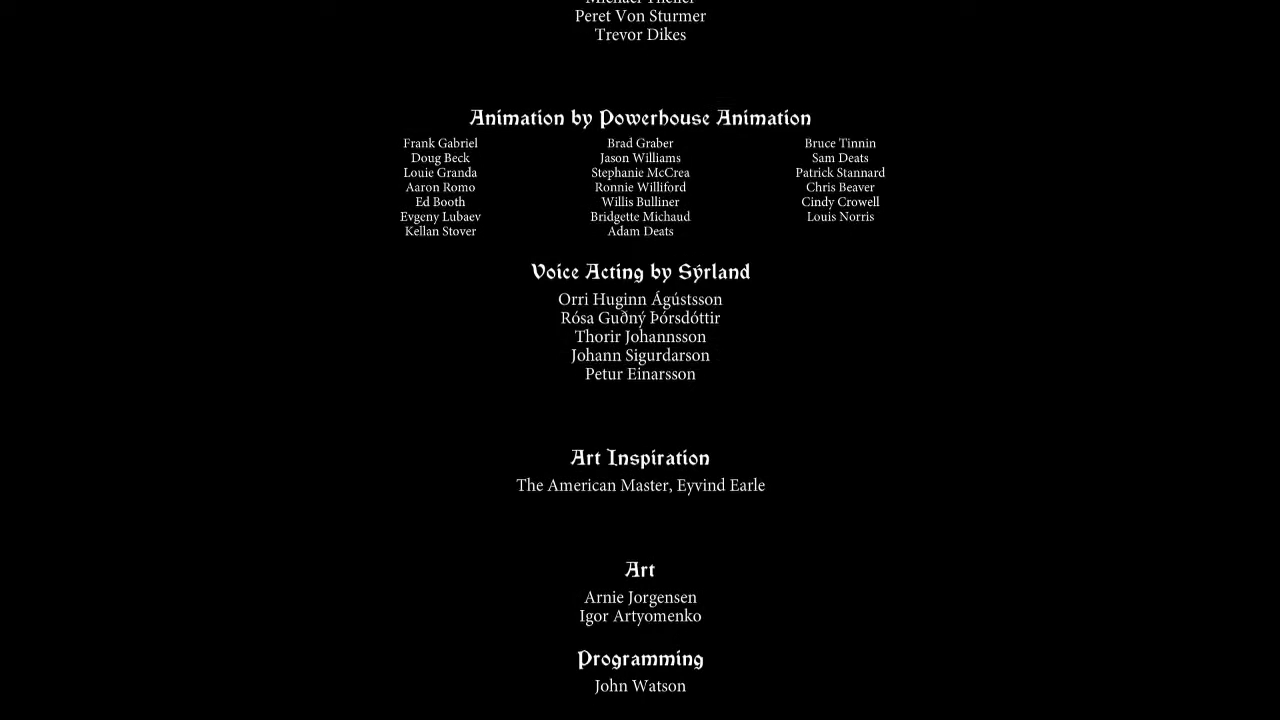 Michael Theiler
Peret Von Sturmer
Trevor Dikes
Animation by Powerhouse Animation
Frank Gabriel Brad Graber Bruce Tinnin
Doug Beck Jason Williams Sam Deats
Louie Granda Stephanie McCrea Patrick Stannard
Aaron Romo Ronnie Williford Chris Beaver
Ed Booth Willis Bulliner Cindy Crowell
Evgeny Lubaev Bridgette Michaud Louis Norris
Kellan Stover Adam Deats
Voice Acting by Sýrland
Orri Huginn Ágústsson
Rósa Guðný Þórsdóttir
Thorir Johannsson
Johann Sigurdarson
Petur Einarsson
Art Inspiration
The American Master, Eyvind Earle
Art
Arnie Jorgensen
Igor Artyomenko
Programming
John Watson